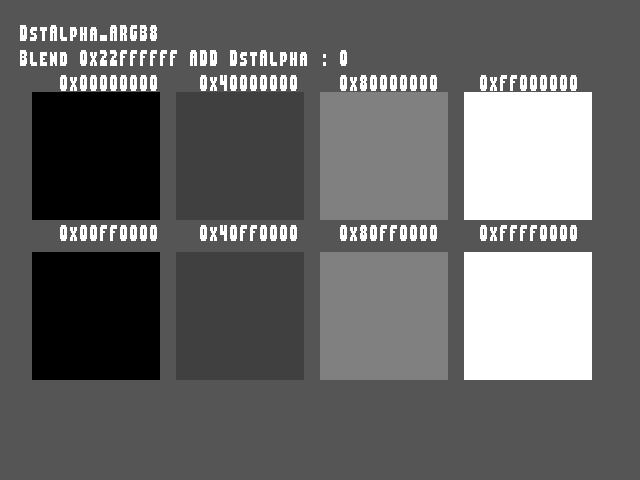 DstAlpha_ARGB8
Blend 0x22ffffff ADD DstAlpha : 0
0x00000000 0x40000000 0x80000000 0xff000000
0x00ff0000 0x40ff0000 0x80ff0000 0xffff0000